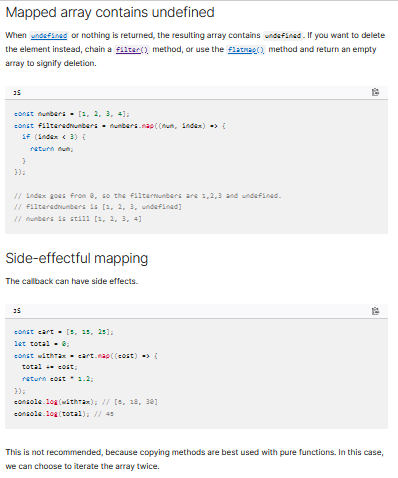 Mapped array contains undefined
When undefined or nothing is returned, the resulting array contains undefined. If you want to delete
the element instead, chain a filter() method, or use the flatMap() method and return an empty
array to signify deletion.
JS
const numbers = [1, 2, 3, 4];
const filteredNumbers = numbers.map((num, index) => {
if (index < 3) {
return num;
}
});
// index goes from 0, so the filterNumbers are 1,2,3 and undefined.
// filteredNumbers is [1, 2, 3, undefined]
// numbers is still [1, 2, 3, 4]
Side-effectful mapping
The callback can have side effects.
JS
const cart = [5, 15, 25];
let total = 0;
const withTax = cart.map((cost) => {
total += cost;
return cost * 1.2;
});
console.log(withTax); // [6, 18, 30]
console.log(total); // 45
This is not recommended, because copying methods are best used with pure functions. In this case,
we can choose to iterate the array twice.